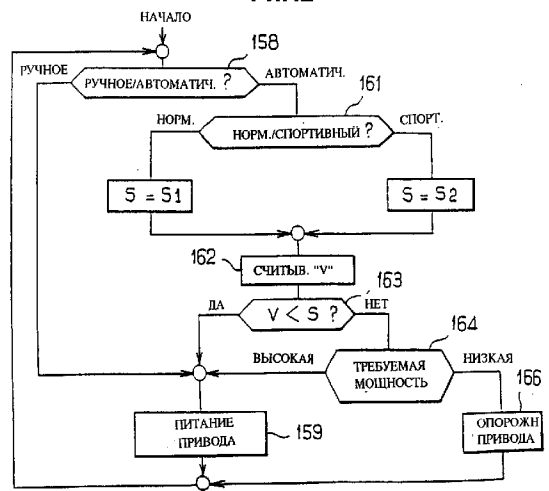 НАЧАЛО
158
РУЧНОЕ
РУЧНОЕ/АВТОМАТИЧ. ?
АВТОМАТИЧ.
161
НОРМ.
НОРМ./СПОРТИВНЫЙ ?
СПОРТ.
S = S1
S = S2
162
СЧИТЫВ. "V"
163
ДА
V < S ?
НЕТ
164
ВЫСОКАЯ
ТРЕБУЕМАЯ
МОЩНОСТЬ
НИЗКАЯ
166
ПИТАНИЕ
ПРИВОДА
159
ОПОРОЖН
ПРИВОДА